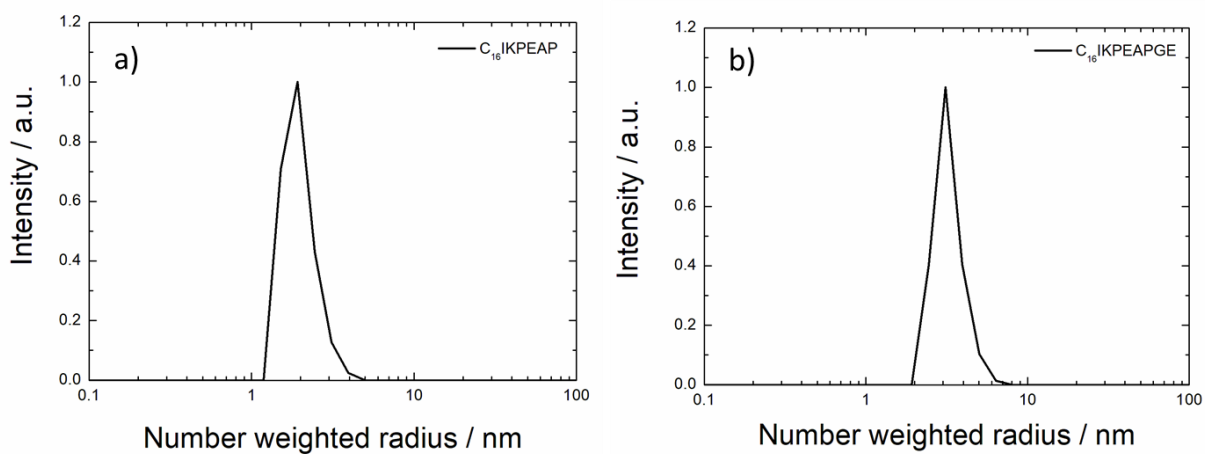 a)
C₁₆IKPEAP
1.2
1.0
0.8
0.6
0.4
0.2
0.0
0.1
1
10
100
Intensity / a.u.
Number weighted radius / nm
b)
C₁₆IKPEAPGE
1.2
1.0
0.8
0.6
0.4
0.2
0.0
0.1
1
10
100
Intensity / a.u.
Number weighted radius / nm